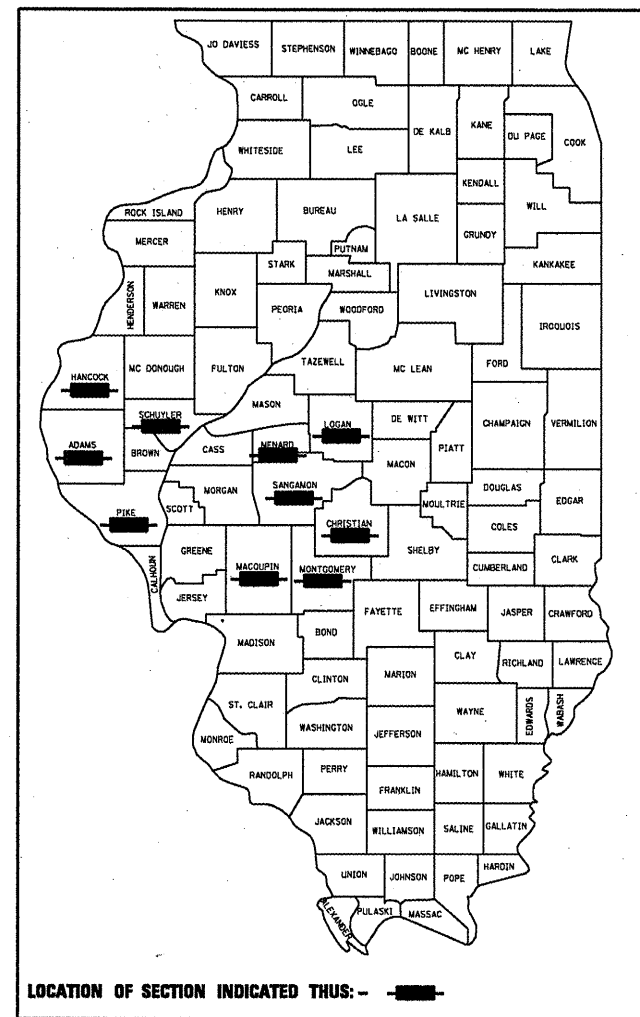 JO DAVIESS STEPHENSON WINNEBAGO BOONE MC HENRY LAKE
CARROLL OGLE DE KALB KANE DU PAGE COOK
WHITESIDE LEE
KENDALL
ROCK ISLAND HENRY BUREAU LA SALLE GRUNDY WILL
MERCER PUTNAM
STARK MARSHALL KANKAKEE
HENDERSON WARREN KNOX PEORIA WOODFORD LIVINGSTON IROQUOIS
HANCOCK MC DONOUGH FULTON TAZEWELL MC LEAN FORD
MASON CHAMPAIGN VERMILION
SCHUYLER LOGAN DE WITT
ADAMS BROWN CASS MENARD PIATT
MACON
MORGAN SANGAMON DOUGLAS EDGAR
PIKE SCOTT CHRISTIAN MOULTRIE COLES
GREENE SHELBY
CALHOUN MACOUPIN MONTGOMERY CUMBERLAND CLARK
JERSEY
FAYETTE EFFINGHAM JASPER CRAWFORD
MADISON BOND CLAY RICHLAND LAWRENCE
CLINTON MARION
ST. CLAIR WAYNE EDWARDS WABASH
WASHINGTON JEFFERSON
MONROE
RANDOLPH PERRY HAMILTON WHITE
FRANKLIN
JACKSON WILLIAMSON SALINE GALLATIN
UNION JOHNSON POPE HARDIN
ALEXANDER PULASKI MASSAC
LOCATION OF SECTION INDICATED THUS: -